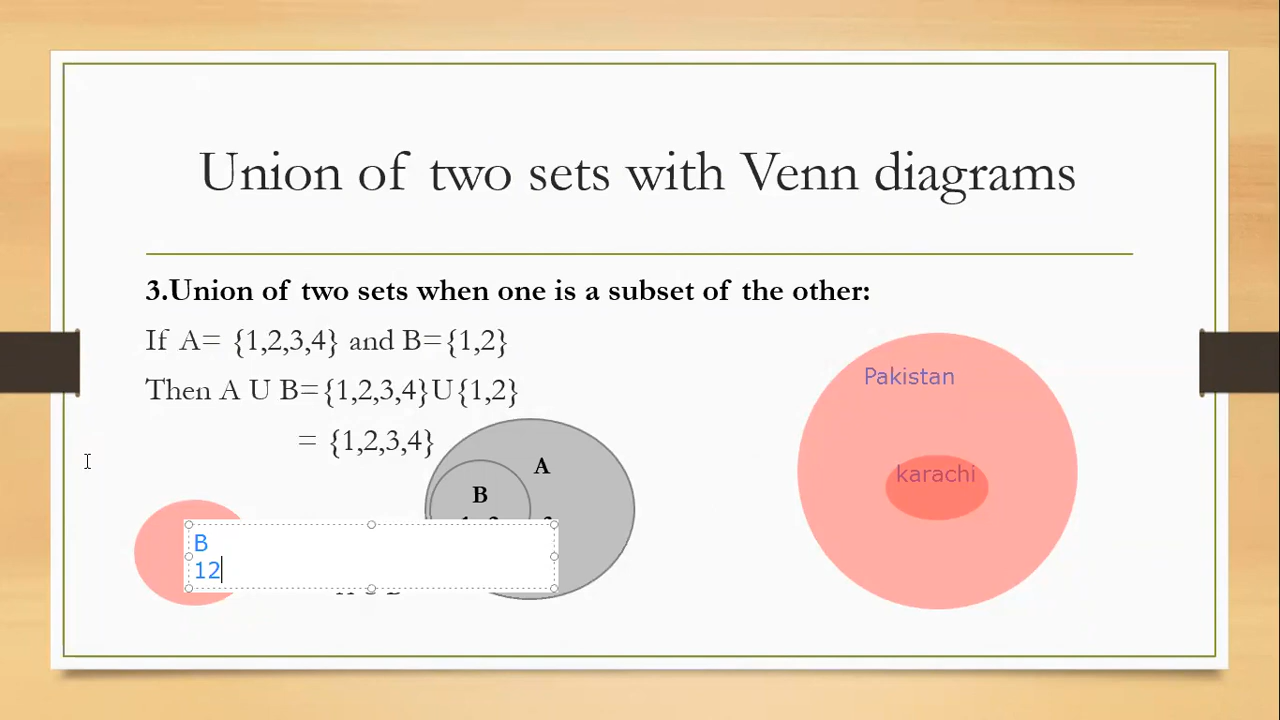 Union of two sets with Venn diagrams
3.Union of two sets when one is a subset of the other:
If A= {1,2,3,4} and B={1,2}
Then A U B={1,2,3,4}U{1,2}
= {1,2,3,4}
A
B
B
12
Pakistan
karachi